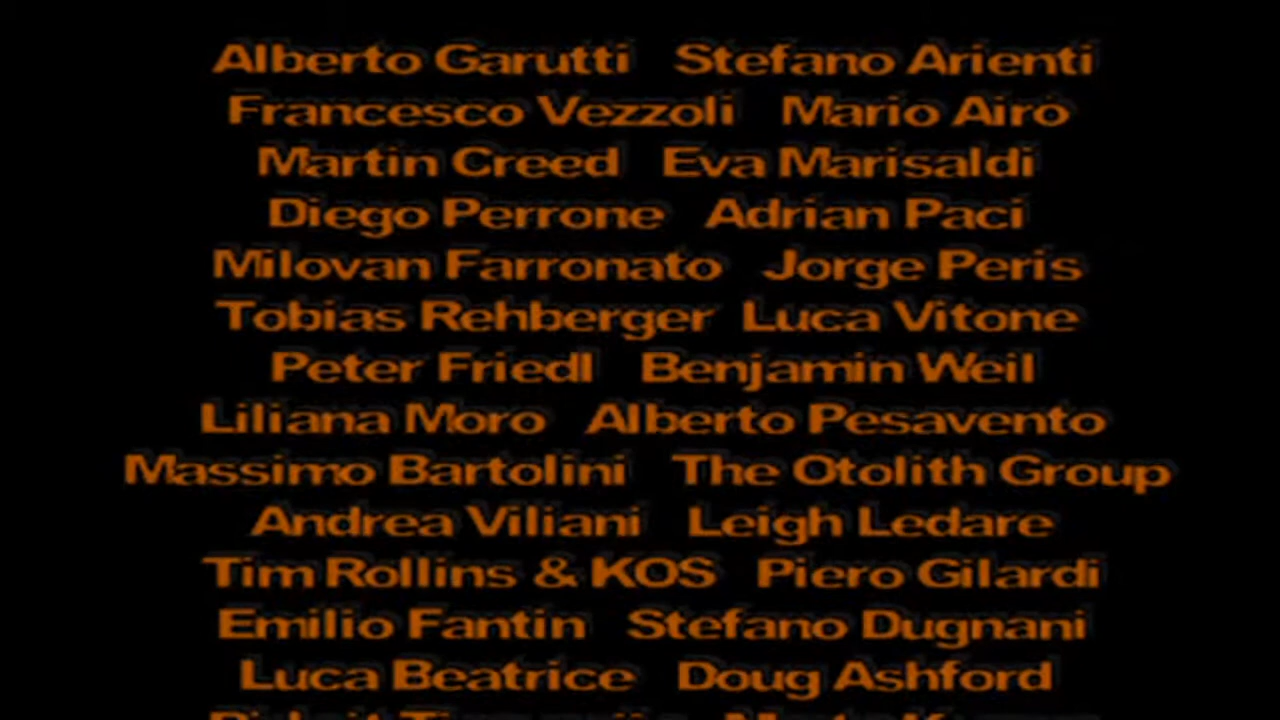 Alberto Garutti Stefano Arienti
Francesco Vezzoli Mario Airò
Martin Creed Eva Marisaldi
Diego Perrone Adrian Paci
Milovan Farronato Jorge Peris
Tobias Rehberger Luca Vitone
Peter Friedl Benjamin Weil
Liliana Moro Alberto Pesavento
Massimo Bartolini The Otolith Group
Andrea Viliani Leigh Ledare
Tim Rollins & KOS Piero Gilardi
Emilio Fantin Stefano Dugnani
Luca Beatrice Doug Ashford